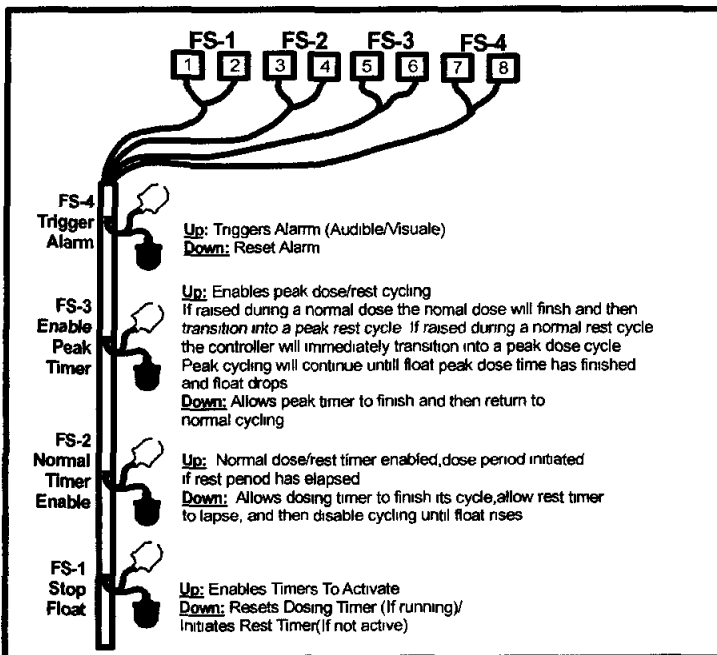 FS-1 FS-2 FS-3 FS-4
1 2 3 4 5 6 7 8
FS-4
Trigger
Alarm
Up: Triggers Alarrm (Audible/Visuale)
Down: Reset Alarm
FS-3
Enable
Peak
Timer
Up: Enables peak dose/rest cycling
If raised during a normal dose the nomal dose will finsh and then
transition into a peak rest cycle If raised during a normal rest cycle
the controller will immediately transition into a peak dose cycle
Peak cycling will continue untill float peak dose time has finished
and float drops
Down: Allows peak timer to finish and then return to
normal cycling
FS-2
Normal
Timer
Enable
Up: Normal dose/rest timer enabled,dose period initiated
if rest period has elapsed
Down: Allows dosing timer to finish its cycle,allow rest timer
to lapse, and then disable cycling until float rises
FS-1
Stop
Float
Up: Enables Timers To Activate
Down: Resets Dosing Timer (If running)/
Initiates Rest Timer(If not active)